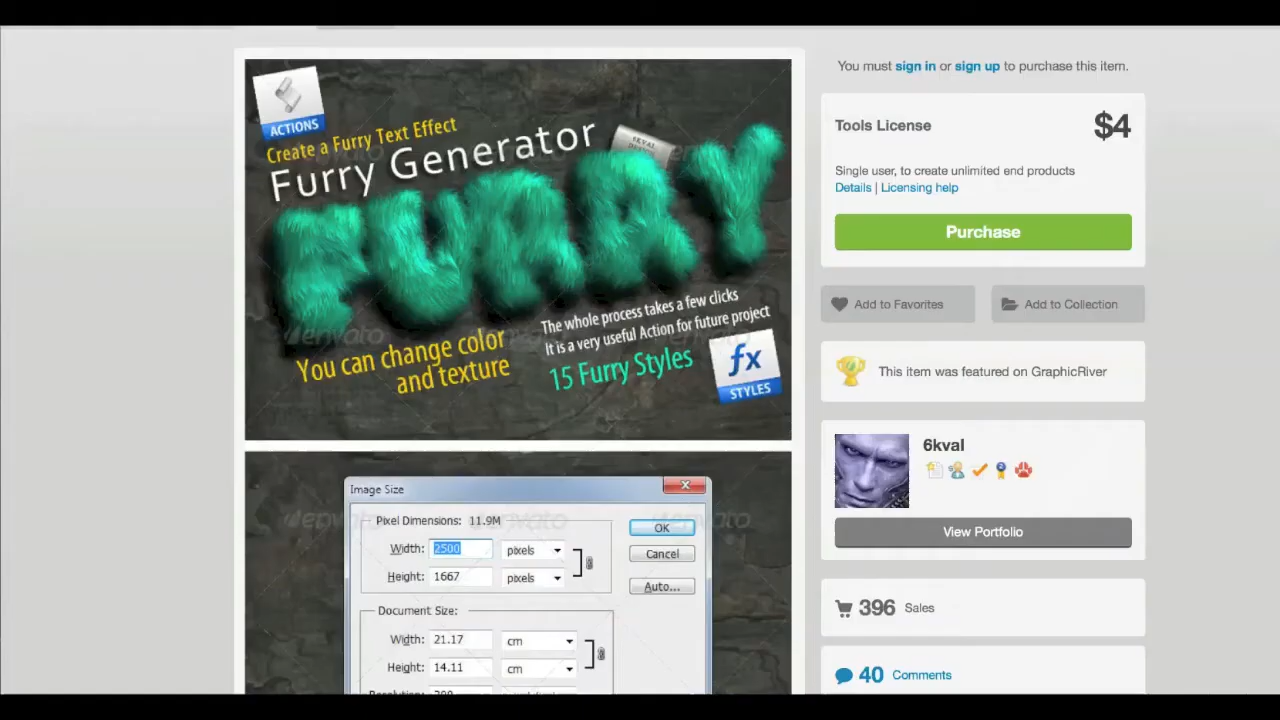 You must sign in or sign up to purchase this item.
ACTIONS
Create a Furry Text Effect
Furry Generator
6KVAL
FURRY
The whole process takes a few clicks
It is a very useful Action for future project
You can change color
and texture
15 Furry Styles
fx
STYLES
Tools License
$4
Single user, to create unlimited end products
Details | Licensing help
Purchase
Add to Favorites
Add to Collection
This item was featured on GraphicRiver
6kval
View Portfolio
396 Sales
40 Comments
Image Size
Pixel Dimensions: 11.9M
Width: 2500 pixels
Height: 1667 pixels
OK
Cancel
Auto...
Document Size:
Width: 21.17 cm
Height: 14.11 cm
envato